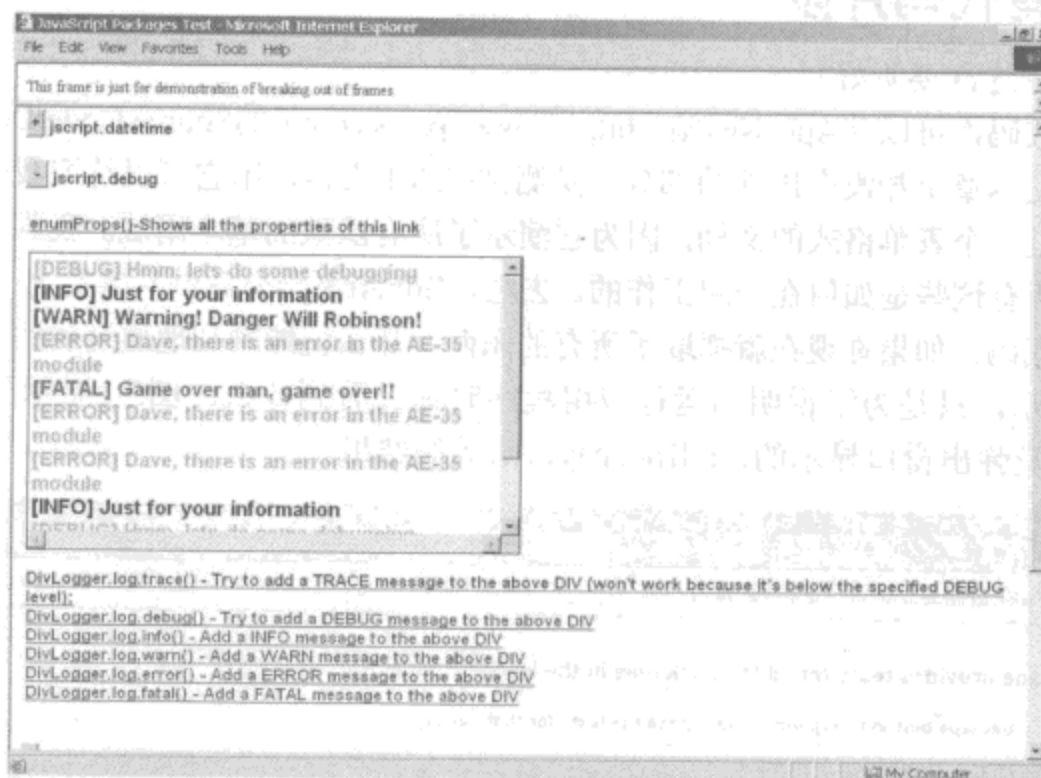 JavaScript Packages Test - Microsoft Internet Explorer
File Edit View Favorites Tools Help
This frame is just for demonstration of breaking out of frames
+ jscript.datetime
- jscript.debug
enumProps()-Shows all the properties of this link
[DEBUG] Hmm, lets do some debugging
[INFO] Just for your information
[WARN] Warning! Danger Will Robinson!
[ERROR] Dave, there is an error in the AE-35
module
[FATAL] Game over man, game over!!
[ERROR] Dave, there is an error in the AE-35
module
[ERROR] Dave, there is an error in the AE-35
module
[INFO] Just for your information
[DEBUG] Hmm, lets do some debugging
DivLogger.log.trace() - Try to add a TRACE message to the above DIV (won't work because it's below the specified DEBUG
level);
DivLogger.log.debug() - Try to add a DEBUG message to the above DIV
DivLogger.log.info() - Add a INFO message to the above DIV
DivLogger.log.warn() - Add a WARN message to the above DIV
DivLogger.log.error() - Add a ERROR message to the above DIV
DivLogger.log.fatal() - Add a FATAL message to the above DIV
My Computer